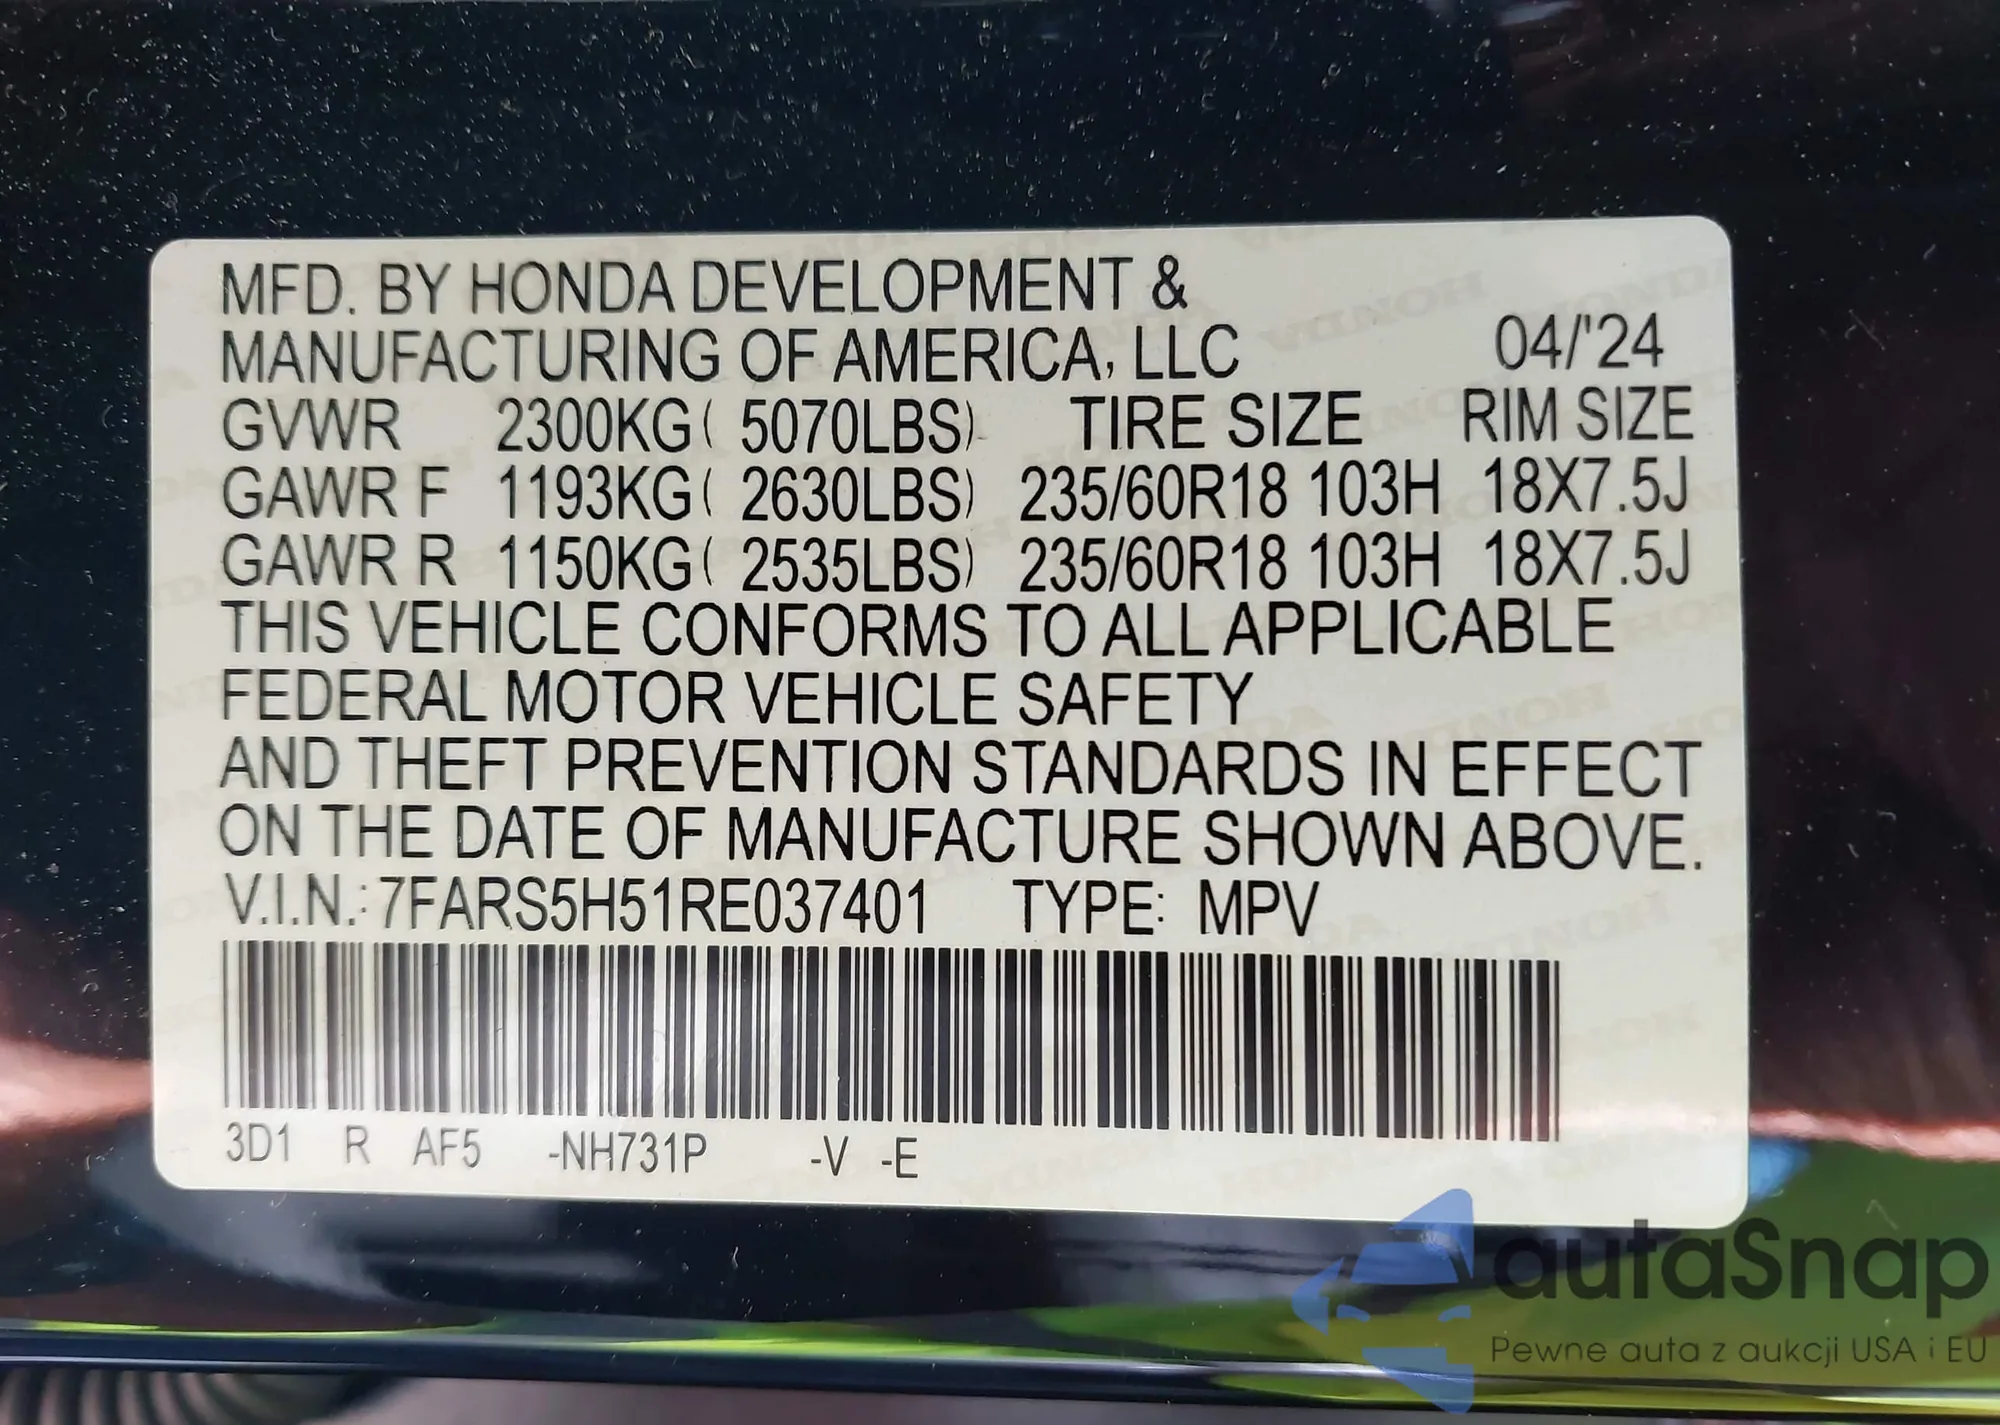 MFD. BY HONDA DEVELOPMENT &
MANUFACTURING OF AMERICA, LLC 04/'24
GVWR 2300KG( 5070LBS) TIRE SIZE RIM SIZE
GAWR F 1193KG( 2630LBS) 235/60R18 103H 18X7.5J
GAWR R 1150KG( 2535LBS) 235/60R18 103H 18X7.5J
THIS VEHICLE CONFORMS TO ALL APPLICABLE
FEDERAL MOTOR VEHICLE SAFETY
AND THEFT PREVENTION STANDARDS IN EFFECT
ON THE DATE OF MANUFACTURE SHOWN ABOVE.
V.I.N.: 7FARS5H51RE037401 TYPE: MPV
3D1 R AF5 -NH731P -V -E
autaSnap
Pewne auta z aukcji USA i EU